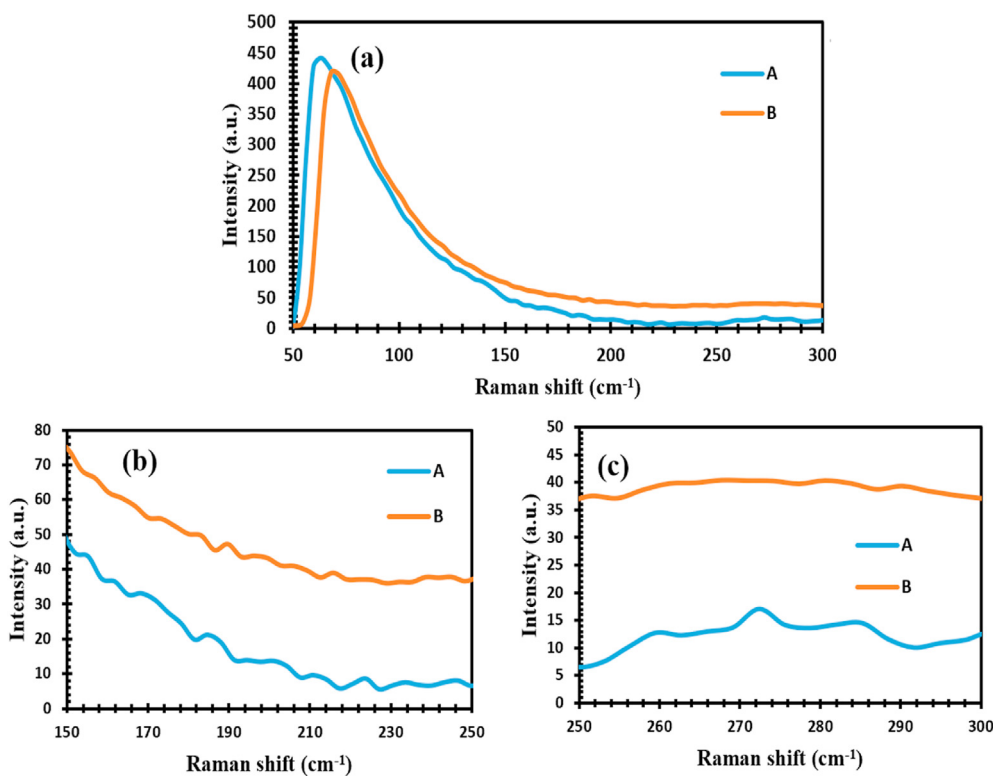 (a)
A
B
Intensity (a.u.)
500
450
400
350
300
250
200
150
100
50
0
50 100 150 200 250 300
Raman shift (cm⁻¹)
(b)
A
B
Intensity (a.u.)
80
70
60
50
40
30
20
10
0
150 170 190 210 230 250
Raman shift (cm⁻¹)
(c)
A
B
Intensity (a.u.)
50
45
40
35
30
25
20
15
10
5
0
250 260 270 280 290 300
Raman shift (cm⁻¹)